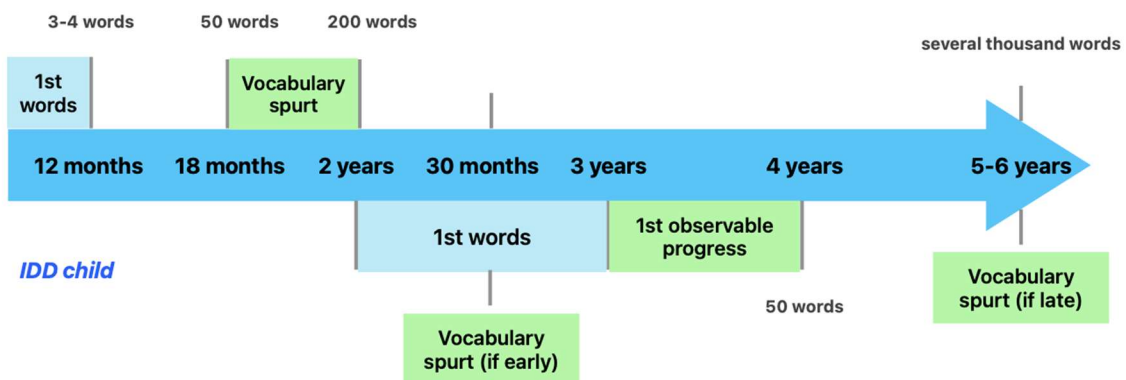 3-4 words
50 words
200 words
several thousand words
1st
words
Vocabulary
spurt
12 months
18 months
2 years
30 months
3 years
4 years
5-6 years
1st words
1st observable
progress
IDD child
50 words
Vocabulary
spurt (if early)
Vocabulary
spurt (if late)